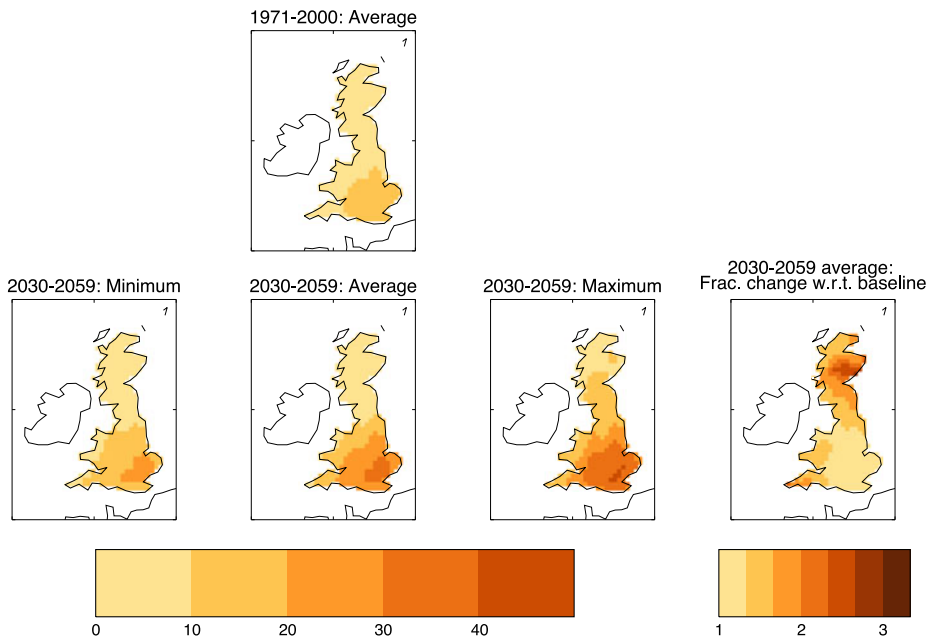 1971-2000: Average
1
2030-2059: Minimum
2030-2059: Average
2030-2059: Maximum
2030-2059 average:
Frac. change w.r.t. baseline
1
1
1
1
0 10 20 30 40
1 2 3